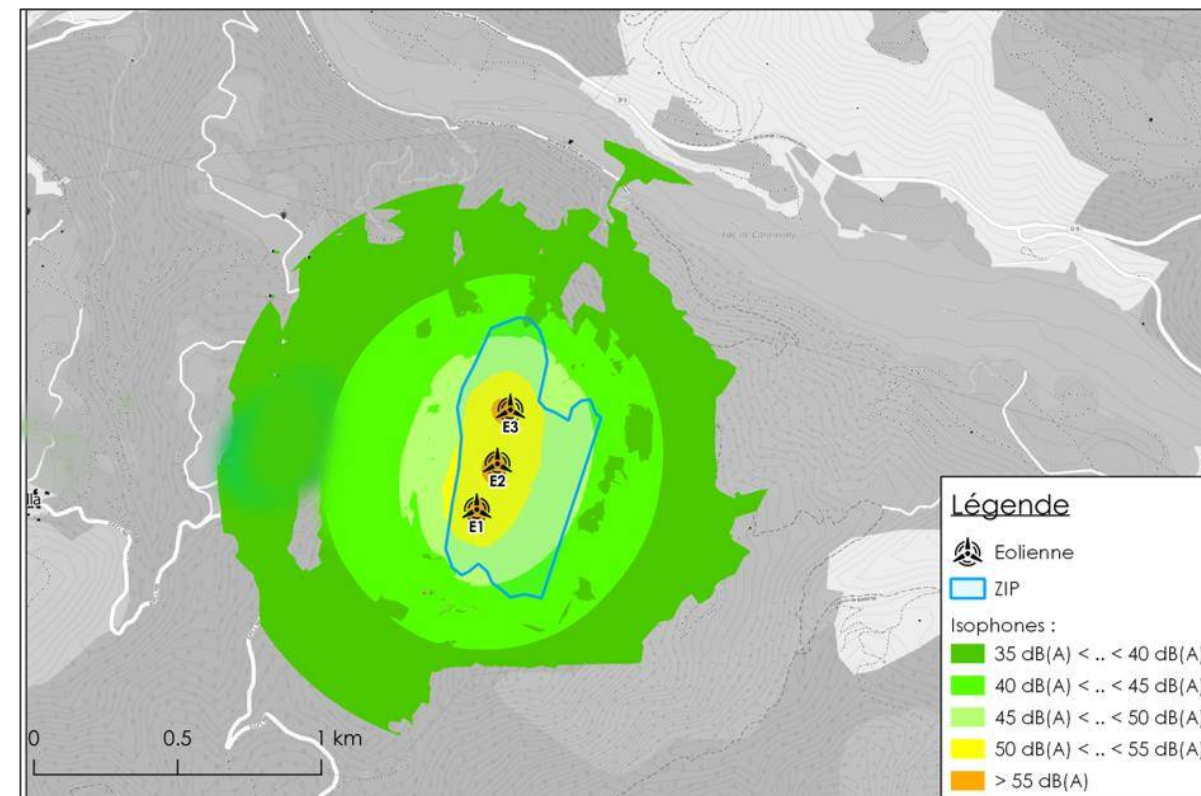 E3
E2
E1
Légende
Eolienne
ZIP
Isophones :
35 dB(A) < .. < 40 dB(A)
40 dB(A) < .. < 45 dB(A)
45 dB(A) < .. < 50 dB(A)
50 dB(A) < .. < 55 dB(A)
> 55 dB(A)
0 0.5 1 km